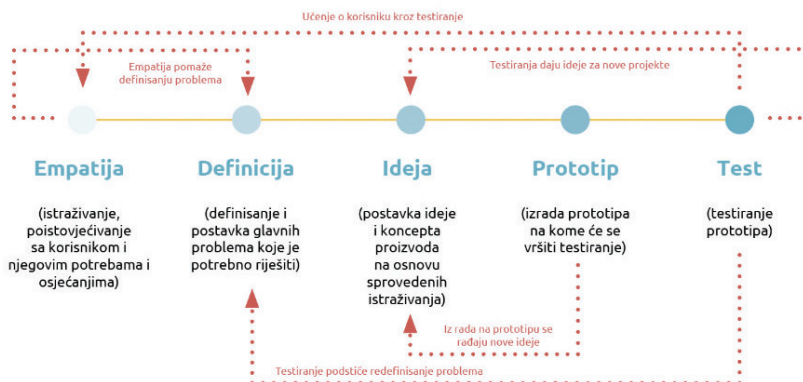 Učenje o korisniku kroz testiranje
Empatija pomaže
definisanju problema
Testiranja daju ideje za nove projekte
Empatija
Definicija
Ideja
Prototip
Test
(istraživanje,
poistovjećivanje
sa korisnikom i
njegovim potrebama i
osjećanjima)
(definisanje i
postavka glavnih
problema koje je
potrebno riješiti)
(postavka ideje
i koncepta
proizvoda
na osnovu
sprovedenih
istraživanja)
(izrada prototipa
na kome će se
vršiti testiranje)
(testiranje
prototipa)
Iz rada na prototipu se
rađaju nove ideje
Testiranje podstiče redefinisanje problema